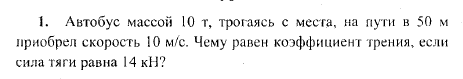 1. Автобус массой 10 т, трогаясь с места, на пути в 50 м
приобрел скорость 10 м/с. Чему равен коэффициент трения, если
сила тяги равна 14 кН?